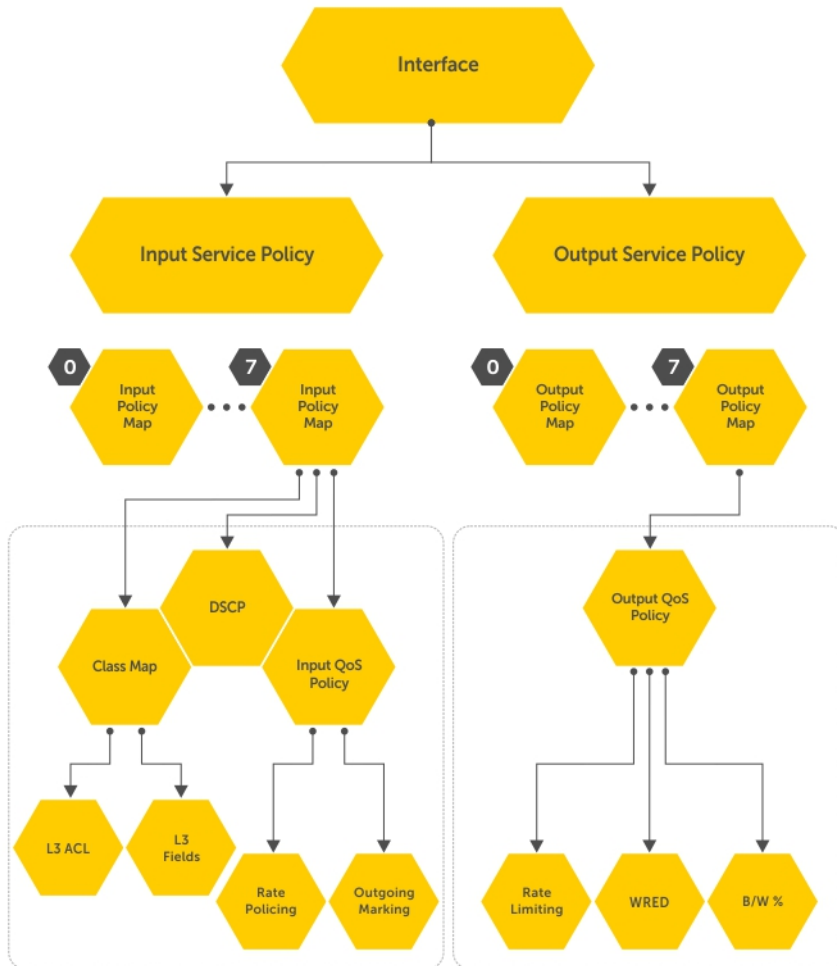 Interface
Input Service Policy
Output Service Policy
0
Input
Policy
Map
7
Input
Policy
Map
0
Output
Policy
Map
7
Output
Policy
Map
DSCP
Class Map
Input QoS
Policy
Output QoS
Policy
L3 ACL
L3
Fields
Rate
Policing
Outgoing
Marking
Rate
Limiting
WRED
B/W %